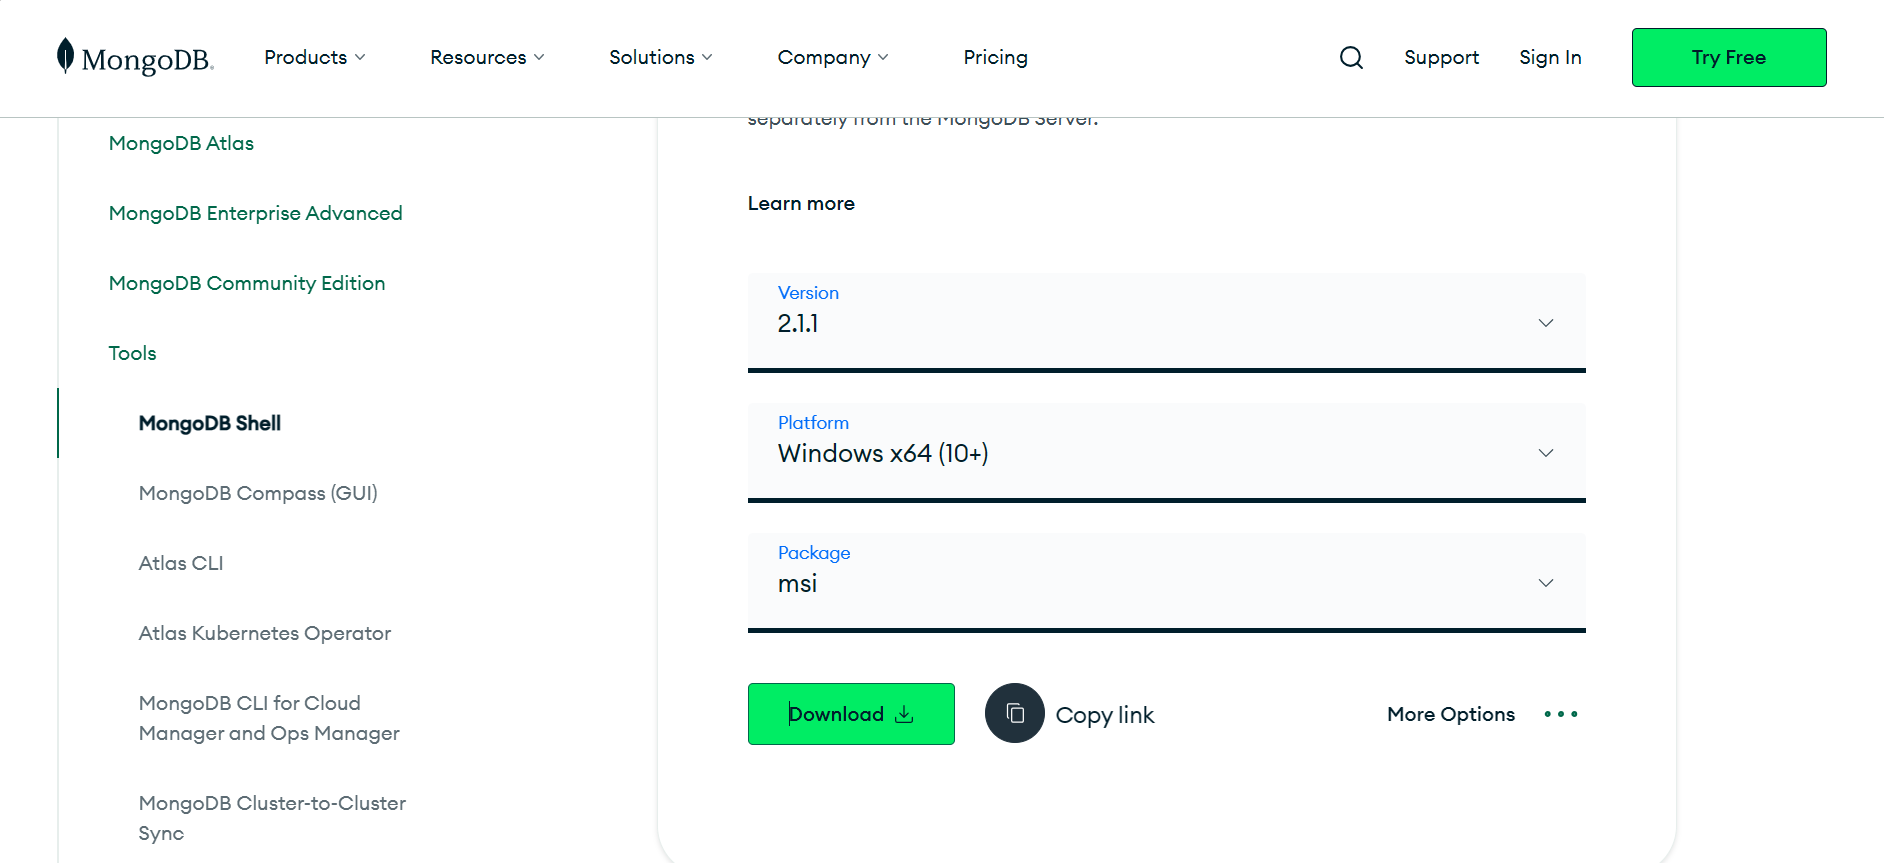 MongoDB.
Products
Resources
Solutions
Company
Pricing
Support
Sign In
Try Free
MongoDB Atlas
MongoDB Enterprise Advanced
MongoDB Community Edition
Tools
MongoDB Shell
MongoDB Compass (GUI)
Atlas CLI
Atlas Kubernetes Operator
MongoDB CLI for Cloud
Manager and Ops Manager
MongoDB Cluster-to-Cluster
Sync
separately from the MongoDB Server.
Learn more
Version
2.1.1
Platform
Windows x64 (10+)
Package
msi
Download
Copy link
More Options